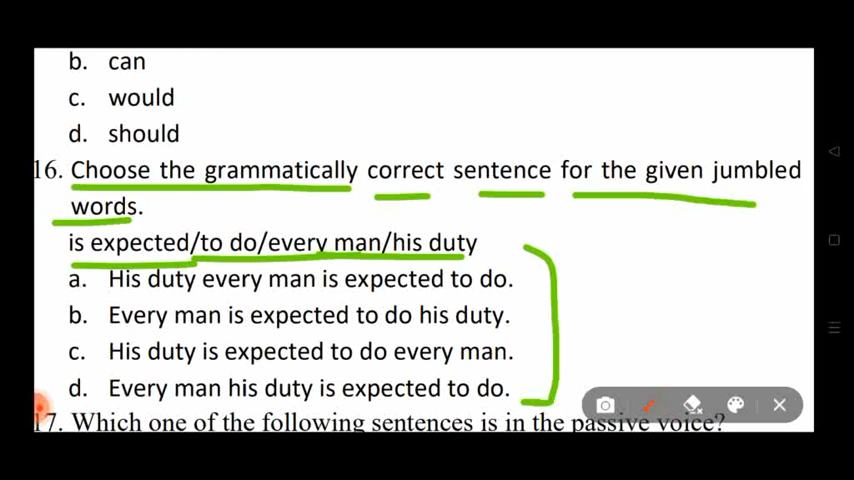 b. can
c. would
d. should
16. Choose the grammatically correct sentence for the given jumbled
words.
is expected/to do/every man/his duty
a. His duty every man is expected to do.
b. Every man is expected to do his duty.
c. His duty is expected to do every man.
d. Every man his duty is expected to do.
17. Which one of the following sentences is in the passive voice?